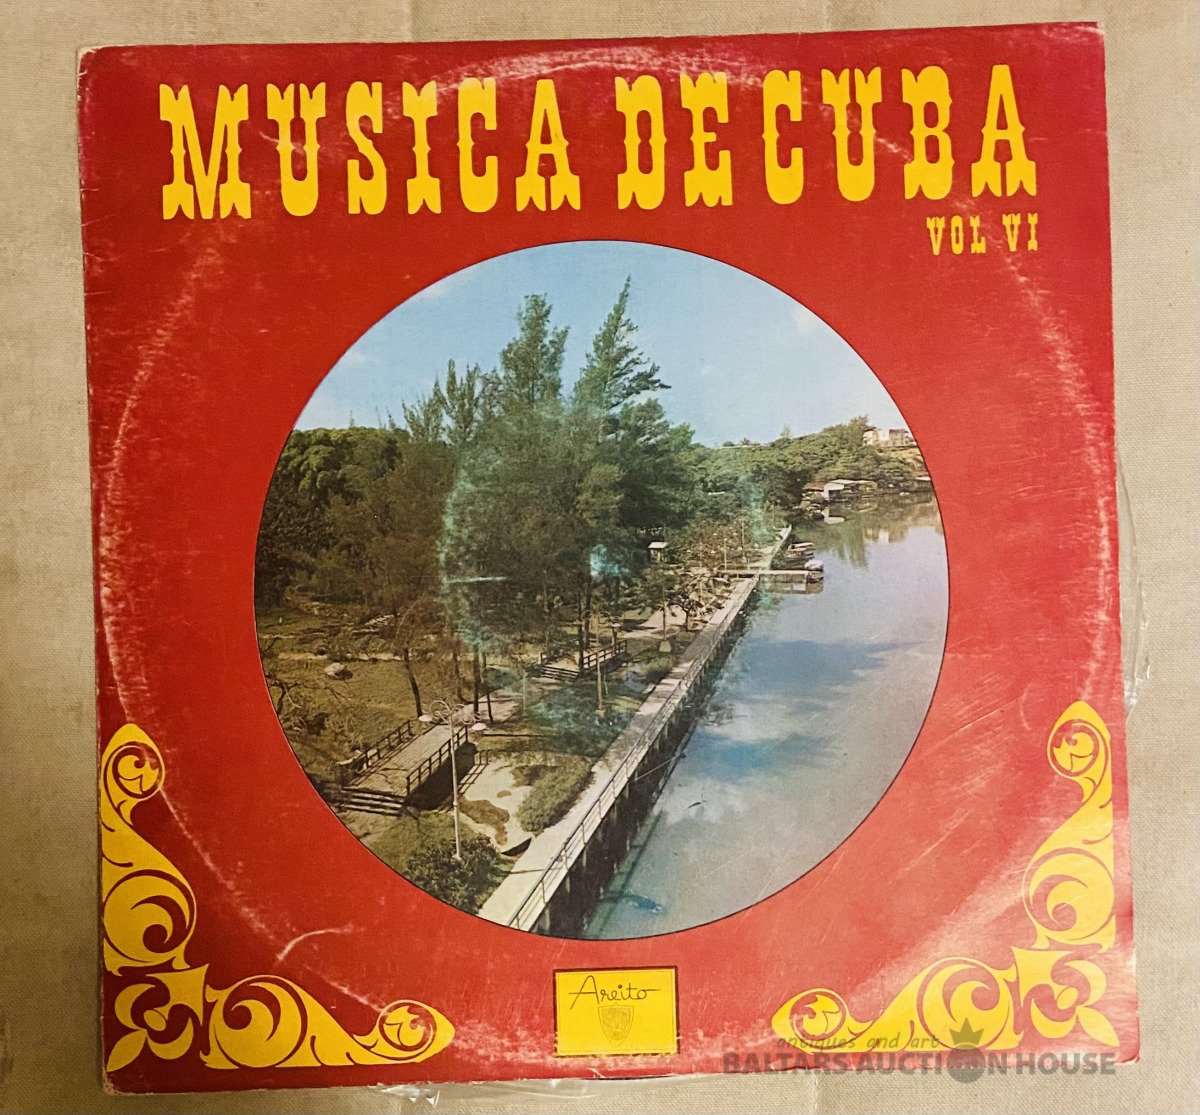 MUSICA DE CUBA
VOL VI
Areito
antiques and art
BALTARS AUCTION HOUSE